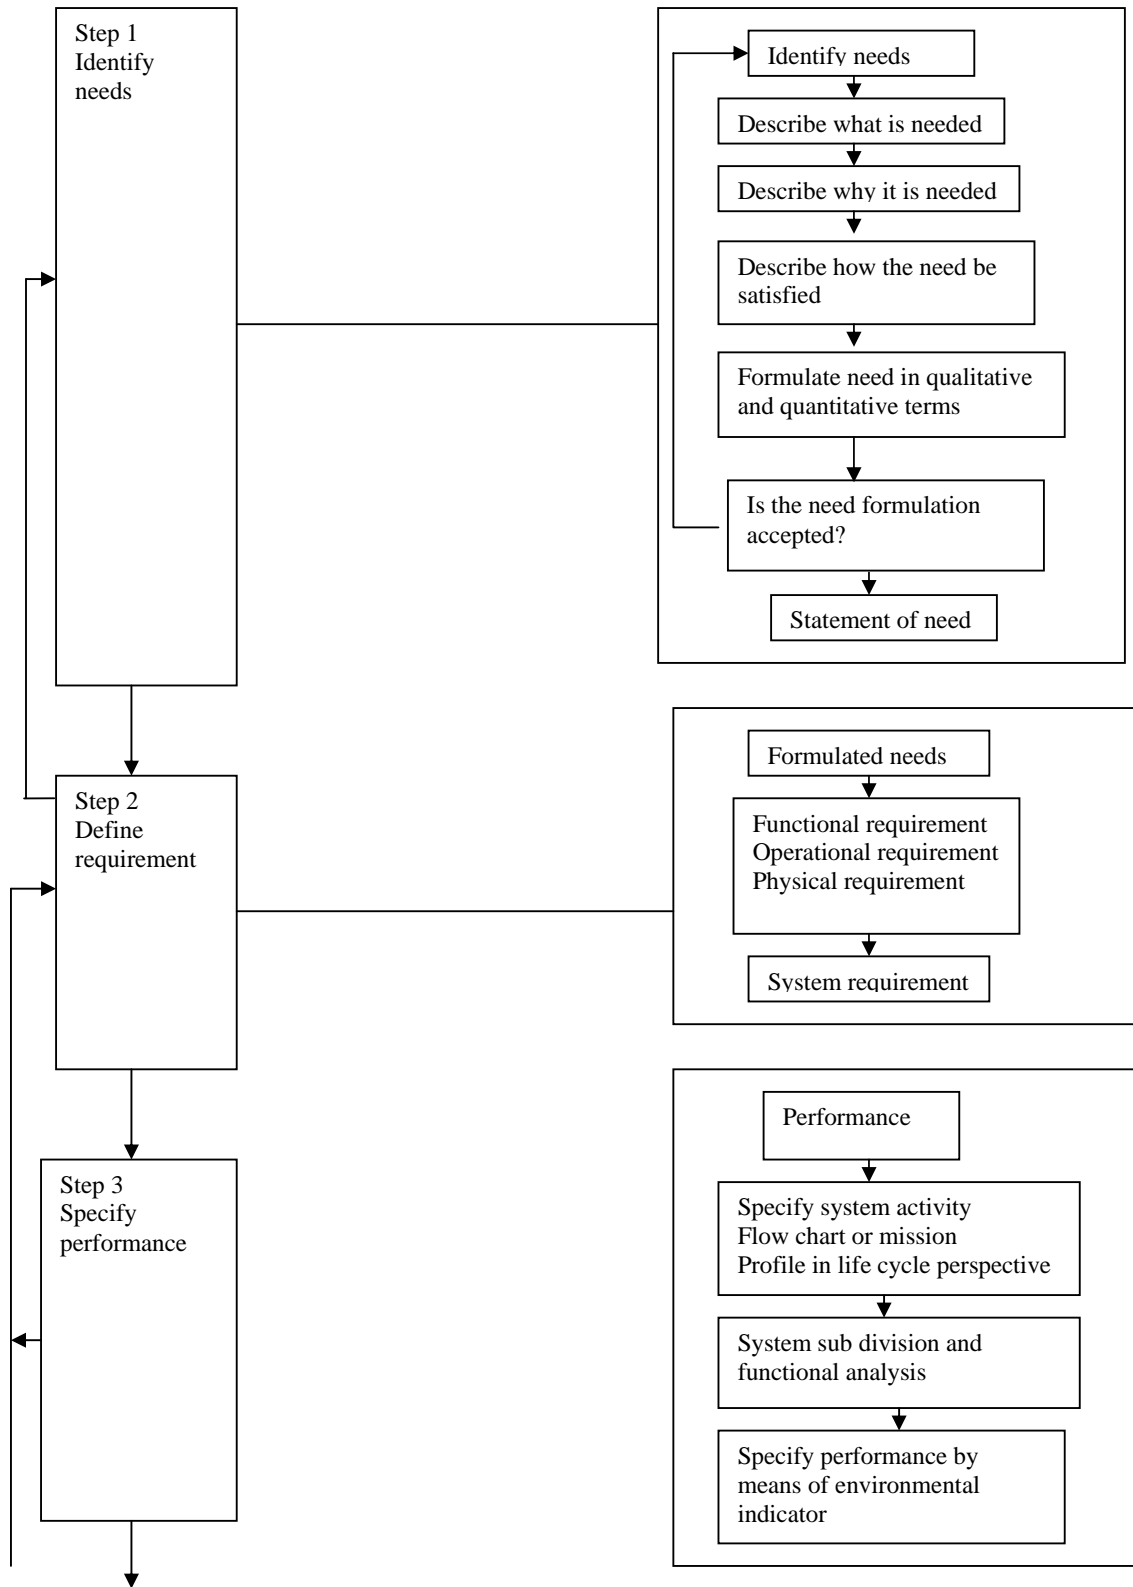 Step 1
Identify
needs
Identify needs
Describe what is needed
Describe why it is needed
Describe how the need be
satisfied
Formulate need in qualitative
and quantitative terms
Is the need formulation
accepted?
Statement of need
Step 2
Define
requirement
Formulated needs
Functional requirement
Operational requirement
Physical requirement
System requirement
Step 3
Specify
performance
Performance
Specify system activity
Flow chart or mission
Profile in life cycle perspective
System sub division and
functional analysis
Specify performance by
means of environmental
indicator